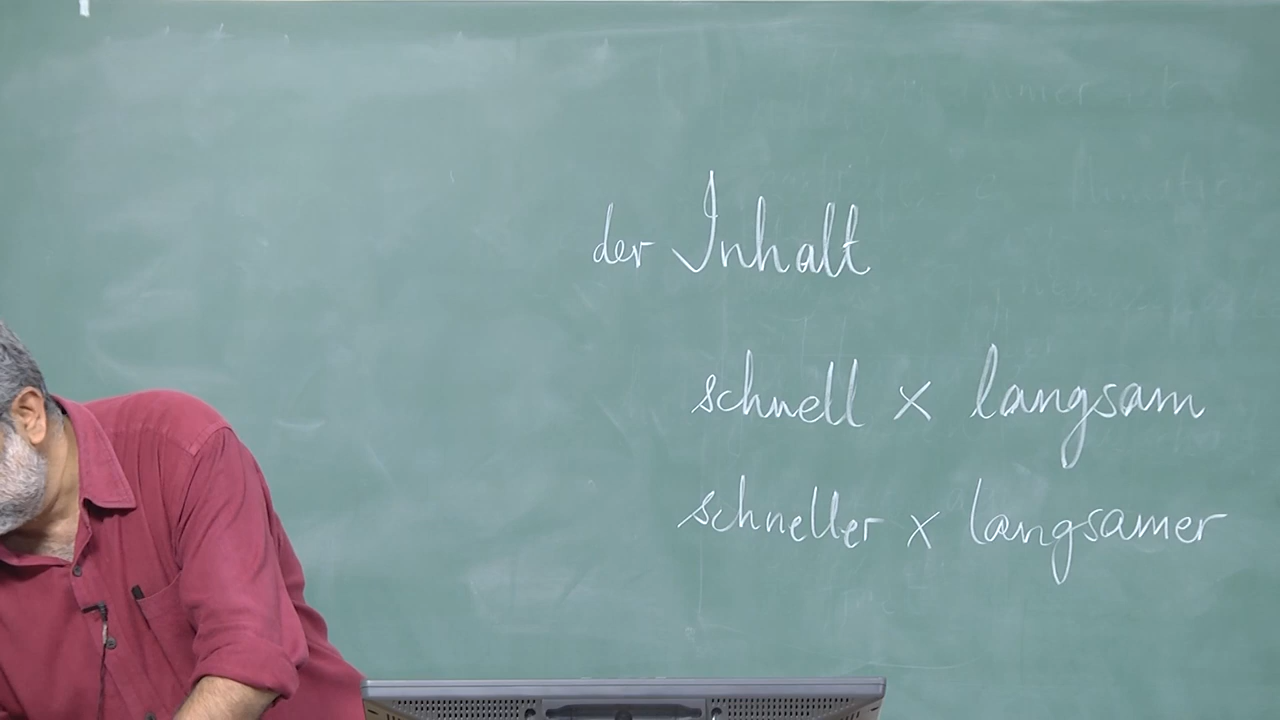 der Inhalt
schnell × langsam
schneller × langsamer